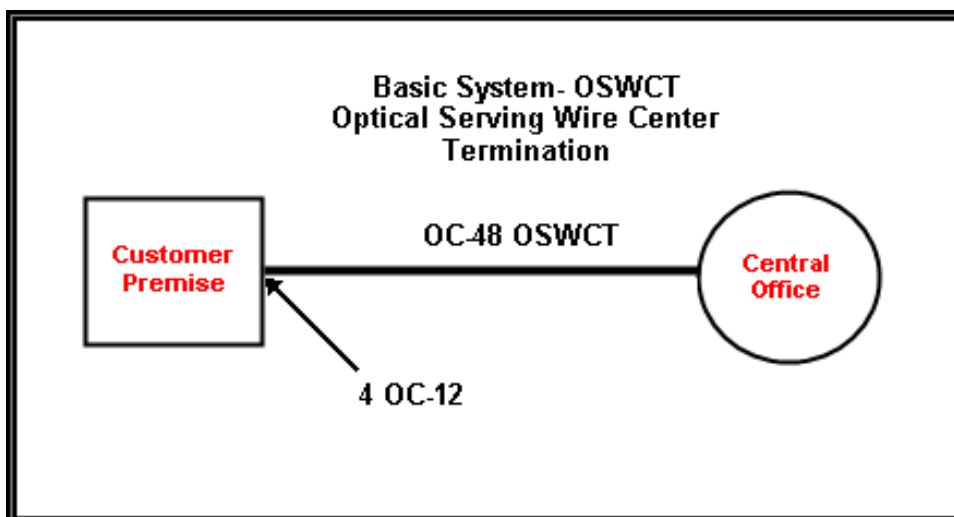 Basic System- OSWCT
Optical Serving Wire Center
Termination
OC-48 OSWCT
Customer
Premise
Central
Office
4 OC-12